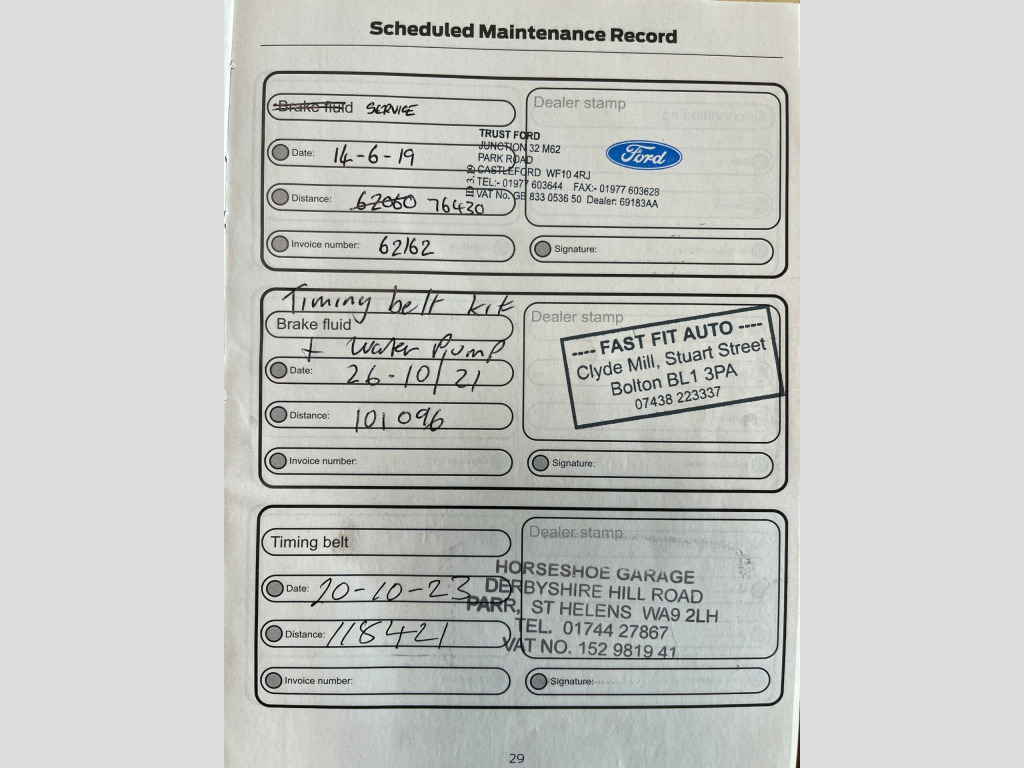 Scheduled Maintenance Record
Brake fluid SERVICE
Date: 14-6-19
Distance: 62060 76430
Invoice number: 62162
Dealer stamp
TRUST FORD
JUNCTION 32 M62
PARK ROAD
CASTLEFORD WF10 4RJ
TEL:- 01977 603644 FAX:- 01977 603628
VAT No. GB 833 0536 50 Dealer: 69183AA
Ford
Signature:
Timing belt kit
Brake fluid
+ Water Pump
Date: 26-10/21
Distance: 101096
Invoice number:
Dealer stamp
---- FAST FIT AUTO ----
Clyde Mill, Stuart Street
Bolton BL1 3PA
07438 223337
Signature:
Timing belt
Date: 20-10-23
Distance: 118421
Invoice number:
Dealer stamp
HORSESHOE GARAGE
DERBYSHIRE HILL ROAD
PARR, ST HELENS WA9 2LH
TEL. 01744 27867
VAT NO. 152 9819 41
Signature:
29